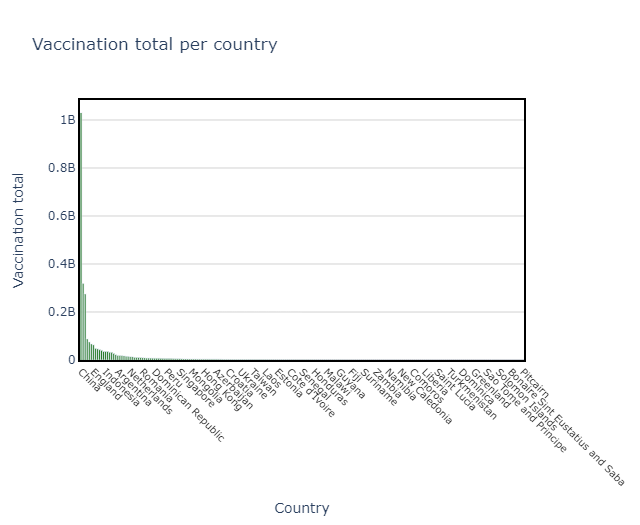 Vaccination total per country
Vaccination total
1B
0.8B
0.6B
0.4B
0.2B
0
China
England
Indonesia
Argentina
Netherlands
Romania
Dominican Republic
Peru
Singapore
Mongolia
Hong Kong
Azerbaijan
Croatia
Ukraine
Taiwan
Laos
Estonia
Cote d'Ivoire
Senegal
Honduras
Malawi
Guyana
Fiji
Suriname
Zambia
Namibia
New Caledonia
Comoros
Liberia
Saint Lucia
Turkmenistan
Dominica
Greenland
Sao Tome and Principe
Solomon Islands
Bonaire Sint Eustatius and Saba
Pitcairn
Country